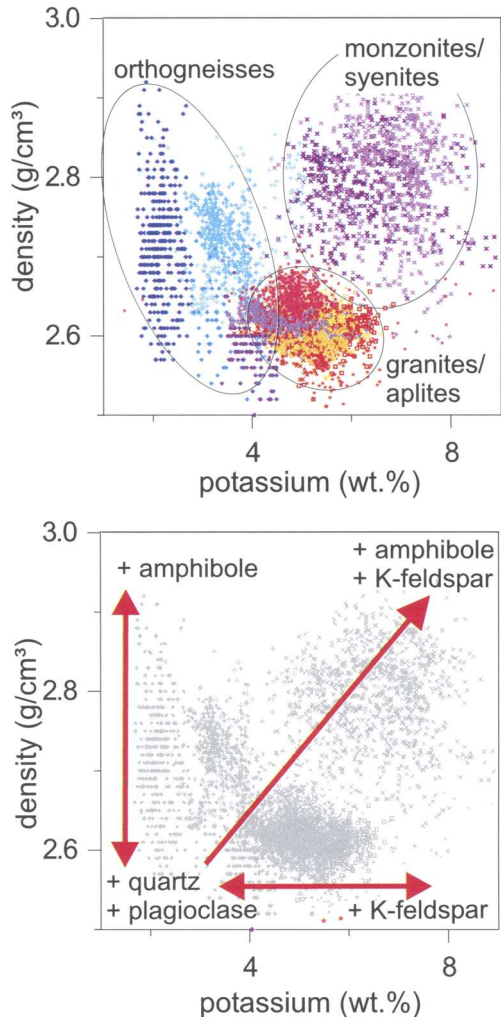 3.0
orthogneisses
monzonites/
syenites
2.8
density (g/cm³)
2.6
granites/
aplites
4
8
potassium (wt.%)
3.0
+ amphibole
+ amphibole
+ K-feldspar
2.8
density (g/cm³)
2.6
+ quartz
+ plagioclase
+ K-feldspar
4
8
potassium (wt.%)